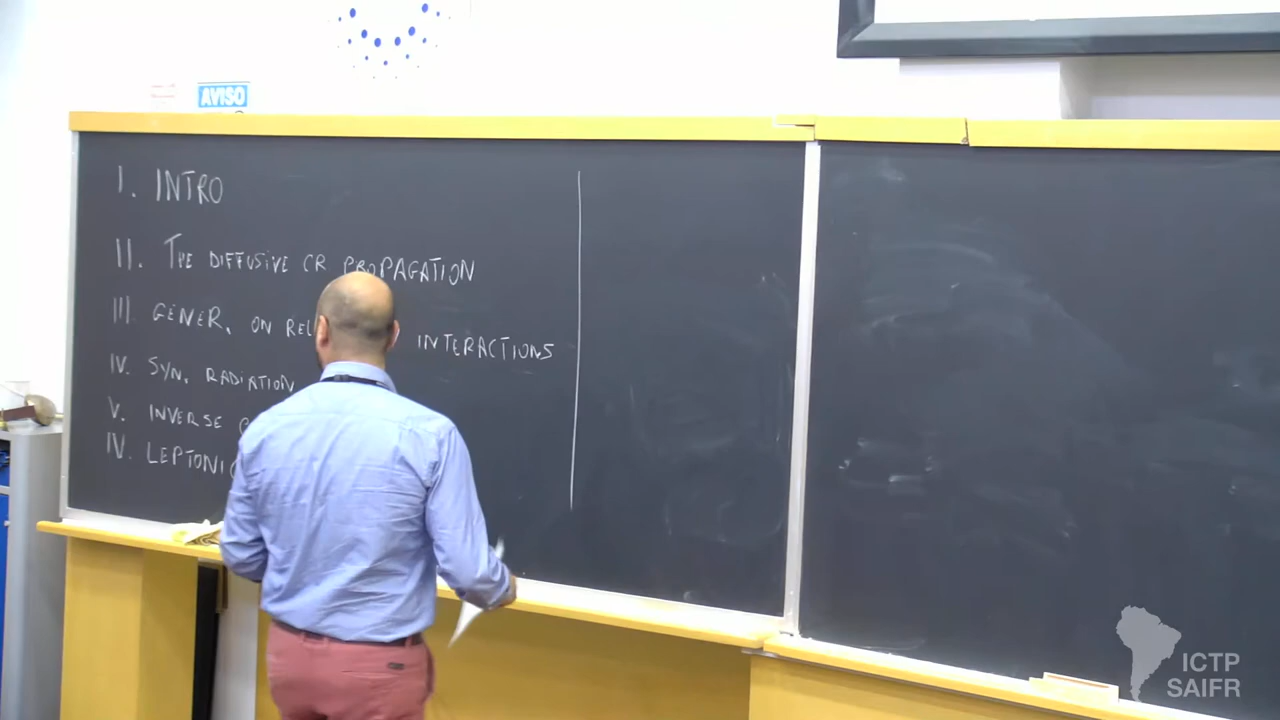 AVISO
I. INTRO
II. THE DIFFUSIVE CR PROPAGATION
III. GENER. ON REL INTERACTIONS
IV. SYN. RADIATION
V. INVERSE
IV. LEPTONIC
ICTP
SAIFR